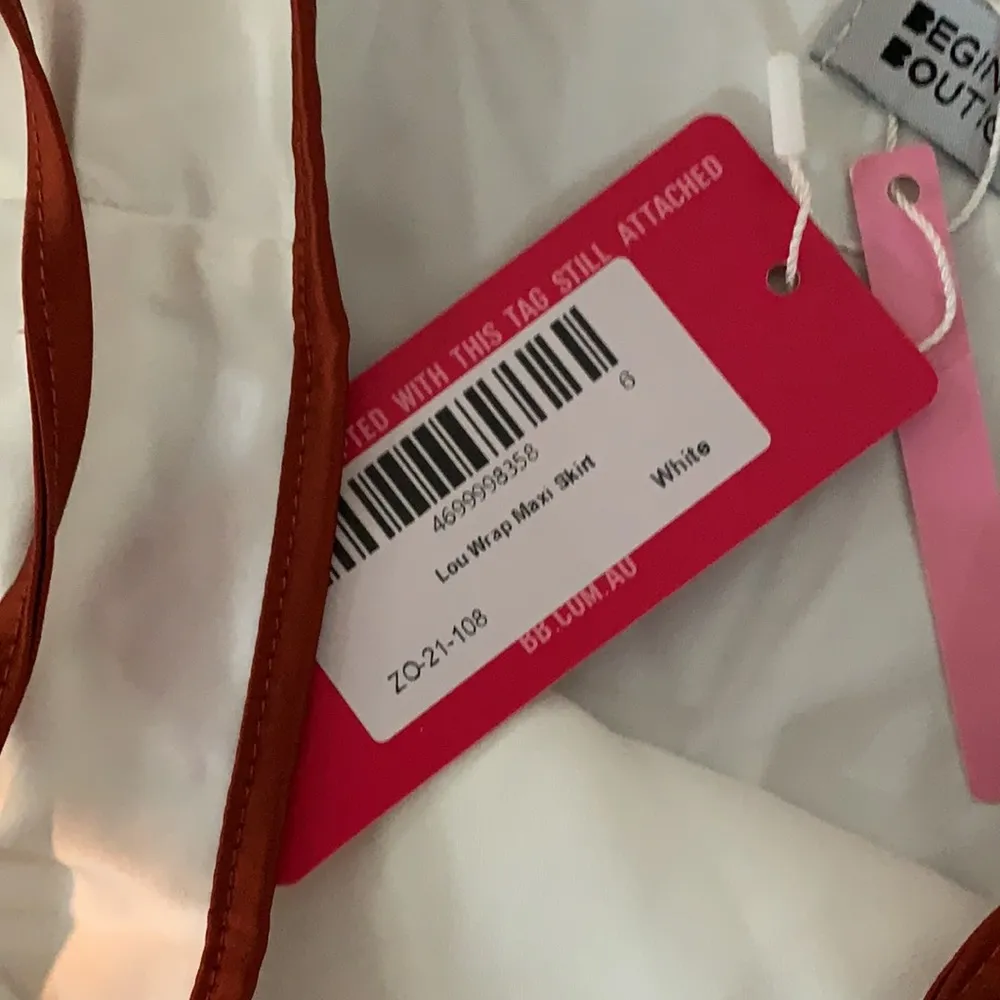 BEGIN
BOUTIQ
TED WITH THIS TAG STILL ATTACHED
6
4699998358
Lou Wrap Maxi Skirt
White
ZO-21-108
BB.COM.AU